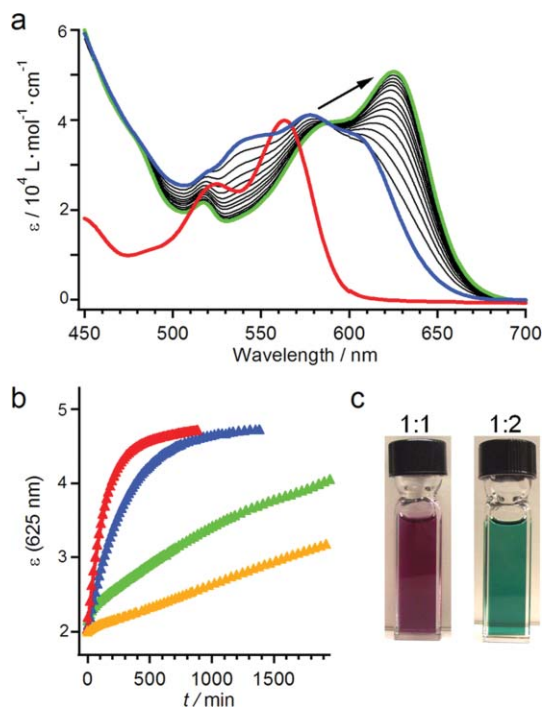 a
6
4
2
0
ε / 10⁴ L·mol⁻¹·cm⁻¹
450 500 550 600 650 700
Wavelength / nm
b
5
4
3
2
ε (625 nm)
0 500 1000 1500
t / min
c
1:1 1:2